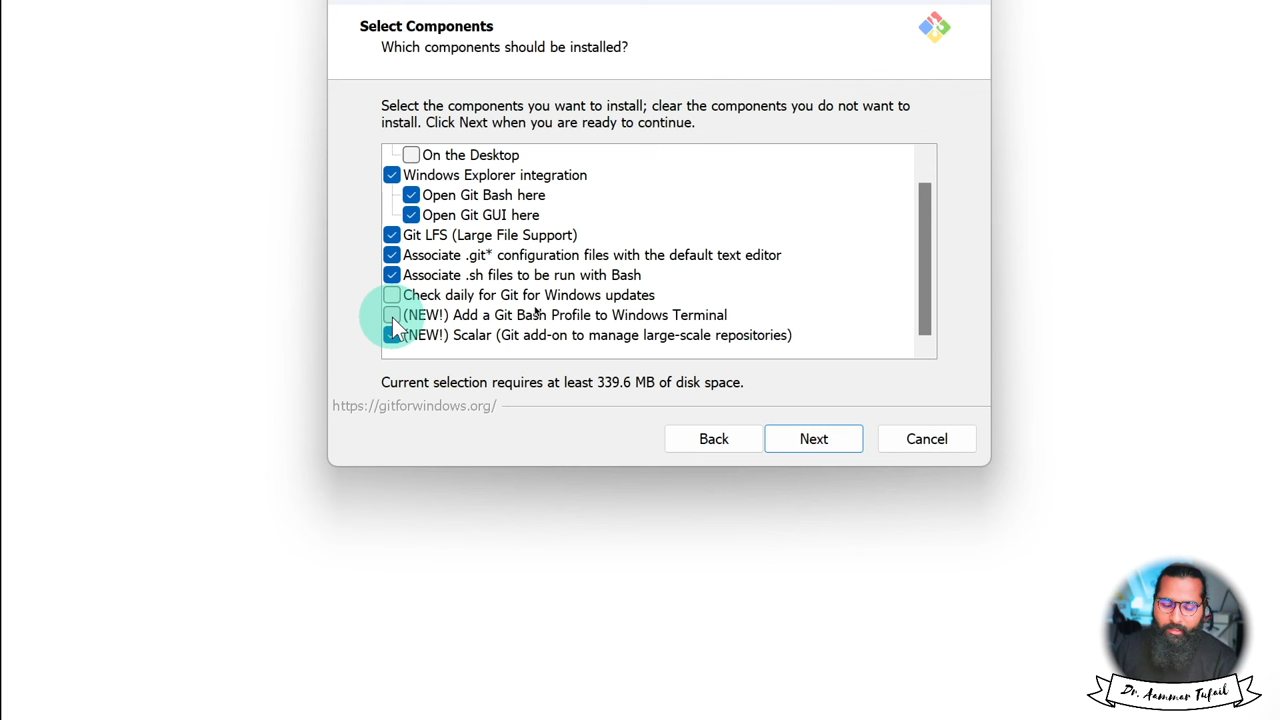 Select Components
Which components should be installed?
Select the components you want to install; clear the components you do not want to
install. Click Next when you are ready to continue.
On the Desktop
Windows Explorer integration
Open Git Bash here
Open Git GUI here
Git LFS (Large File Support)
Associate .git* configuration files with the default text editor
Associate .sh files to be run with Bash
Check daily for Git for Windows updates
(NEW!) Add a Git Bash Profile to Windows Terminal
(NEW!) Scalar (Git add-on to manage large-scale repositories)
Current selection requires at least 339.6 MB of disk space.
https://gitforwindows.org/
Back
Next
Cancel
Dr. Aammar Tufail